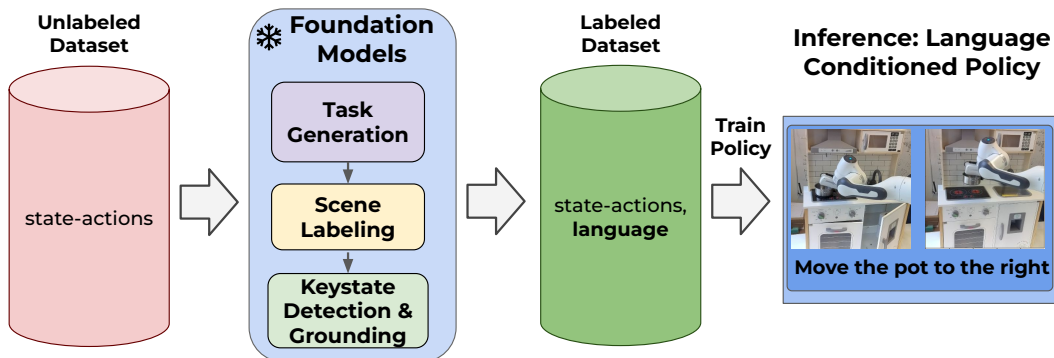 Unlabeled
Dataset
state-actions
Foundation
Models
Task
Generation
Scene
Labeling
Keystate
Detection &
Grounding
Labeled
Dataset
state-actions,
language
Train
Policy
Inference: Language
Conditioned Policy
Move the pot to the right